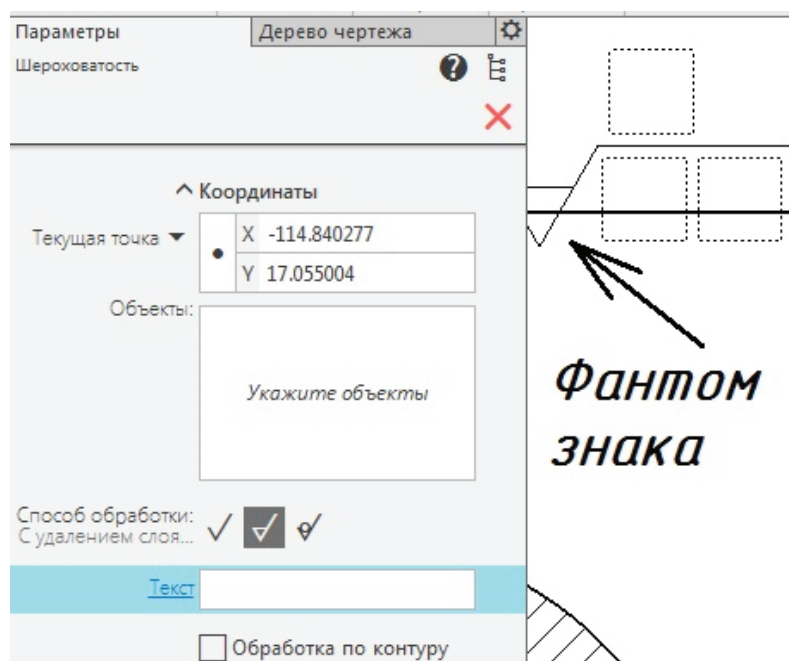 Параметры
Дерево чертежа
Шероховатость
?
Координаты
Текущая точка
X -114.840277
Y 17.055004
Объекты:
Укажите объекты
Способ обработки:
С удалением слоя...
Текст
Обработка по контуру
Фантом
знака